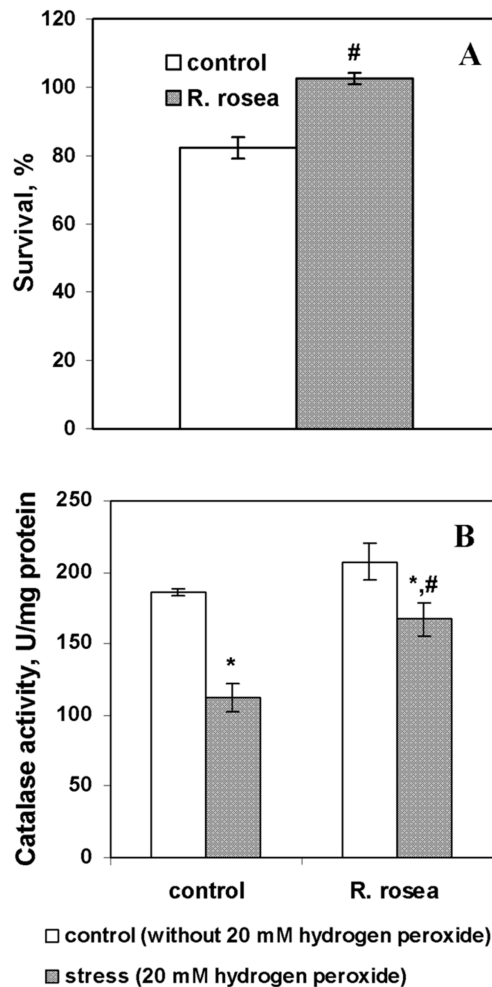 120
100
80
60
40
20
0
Survival, %
control
R. rosea
#
A
250
200
150
100
50
0
Catalase activity, U/mg protein
B
*
*,#
control
R. rosea
control (without 20 mM hydrogen peroxide)
stress (20 mM hydrogen peroxide)